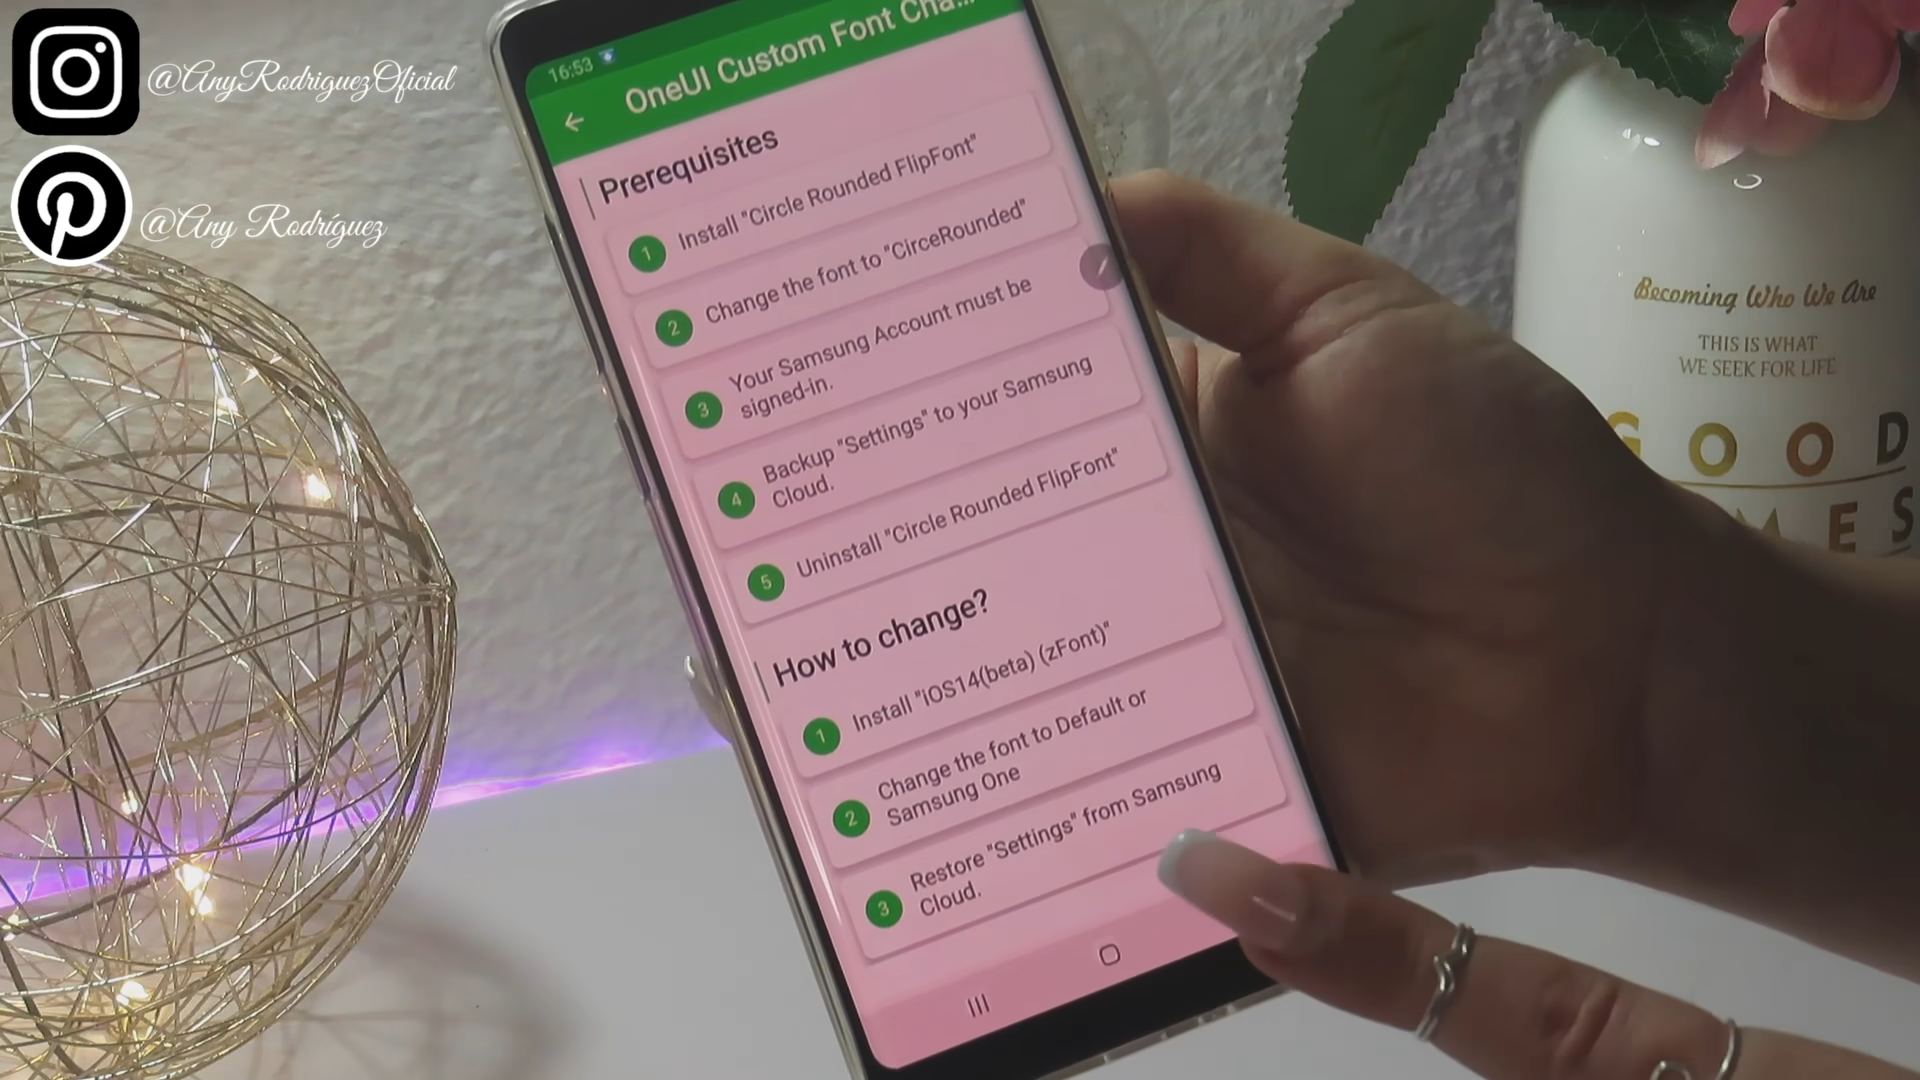 @AnyRodriguezOficial
@Any Rodríguez
16:53
OneUI Custom Font Cha...
Prerequisites
1 Install "Circle Rounded FlipFont"
2 Change the font to "CirceRounded"
3 Your Samsung Account must be
signed-in.
4 Backup "Settings" to your Samsung
Cloud.
5 Uninstall "Circle Rounded FlipFont"
How to change?
1 Install "iOS14(beta) (zFont)"
2 Change the font to Default or
Samsung One
3 Restore "Settings" from Samsung
Cloud.
Becoming Who We Are
THIS IS WHAT
WE SEEK FOR LIFE
GOOD